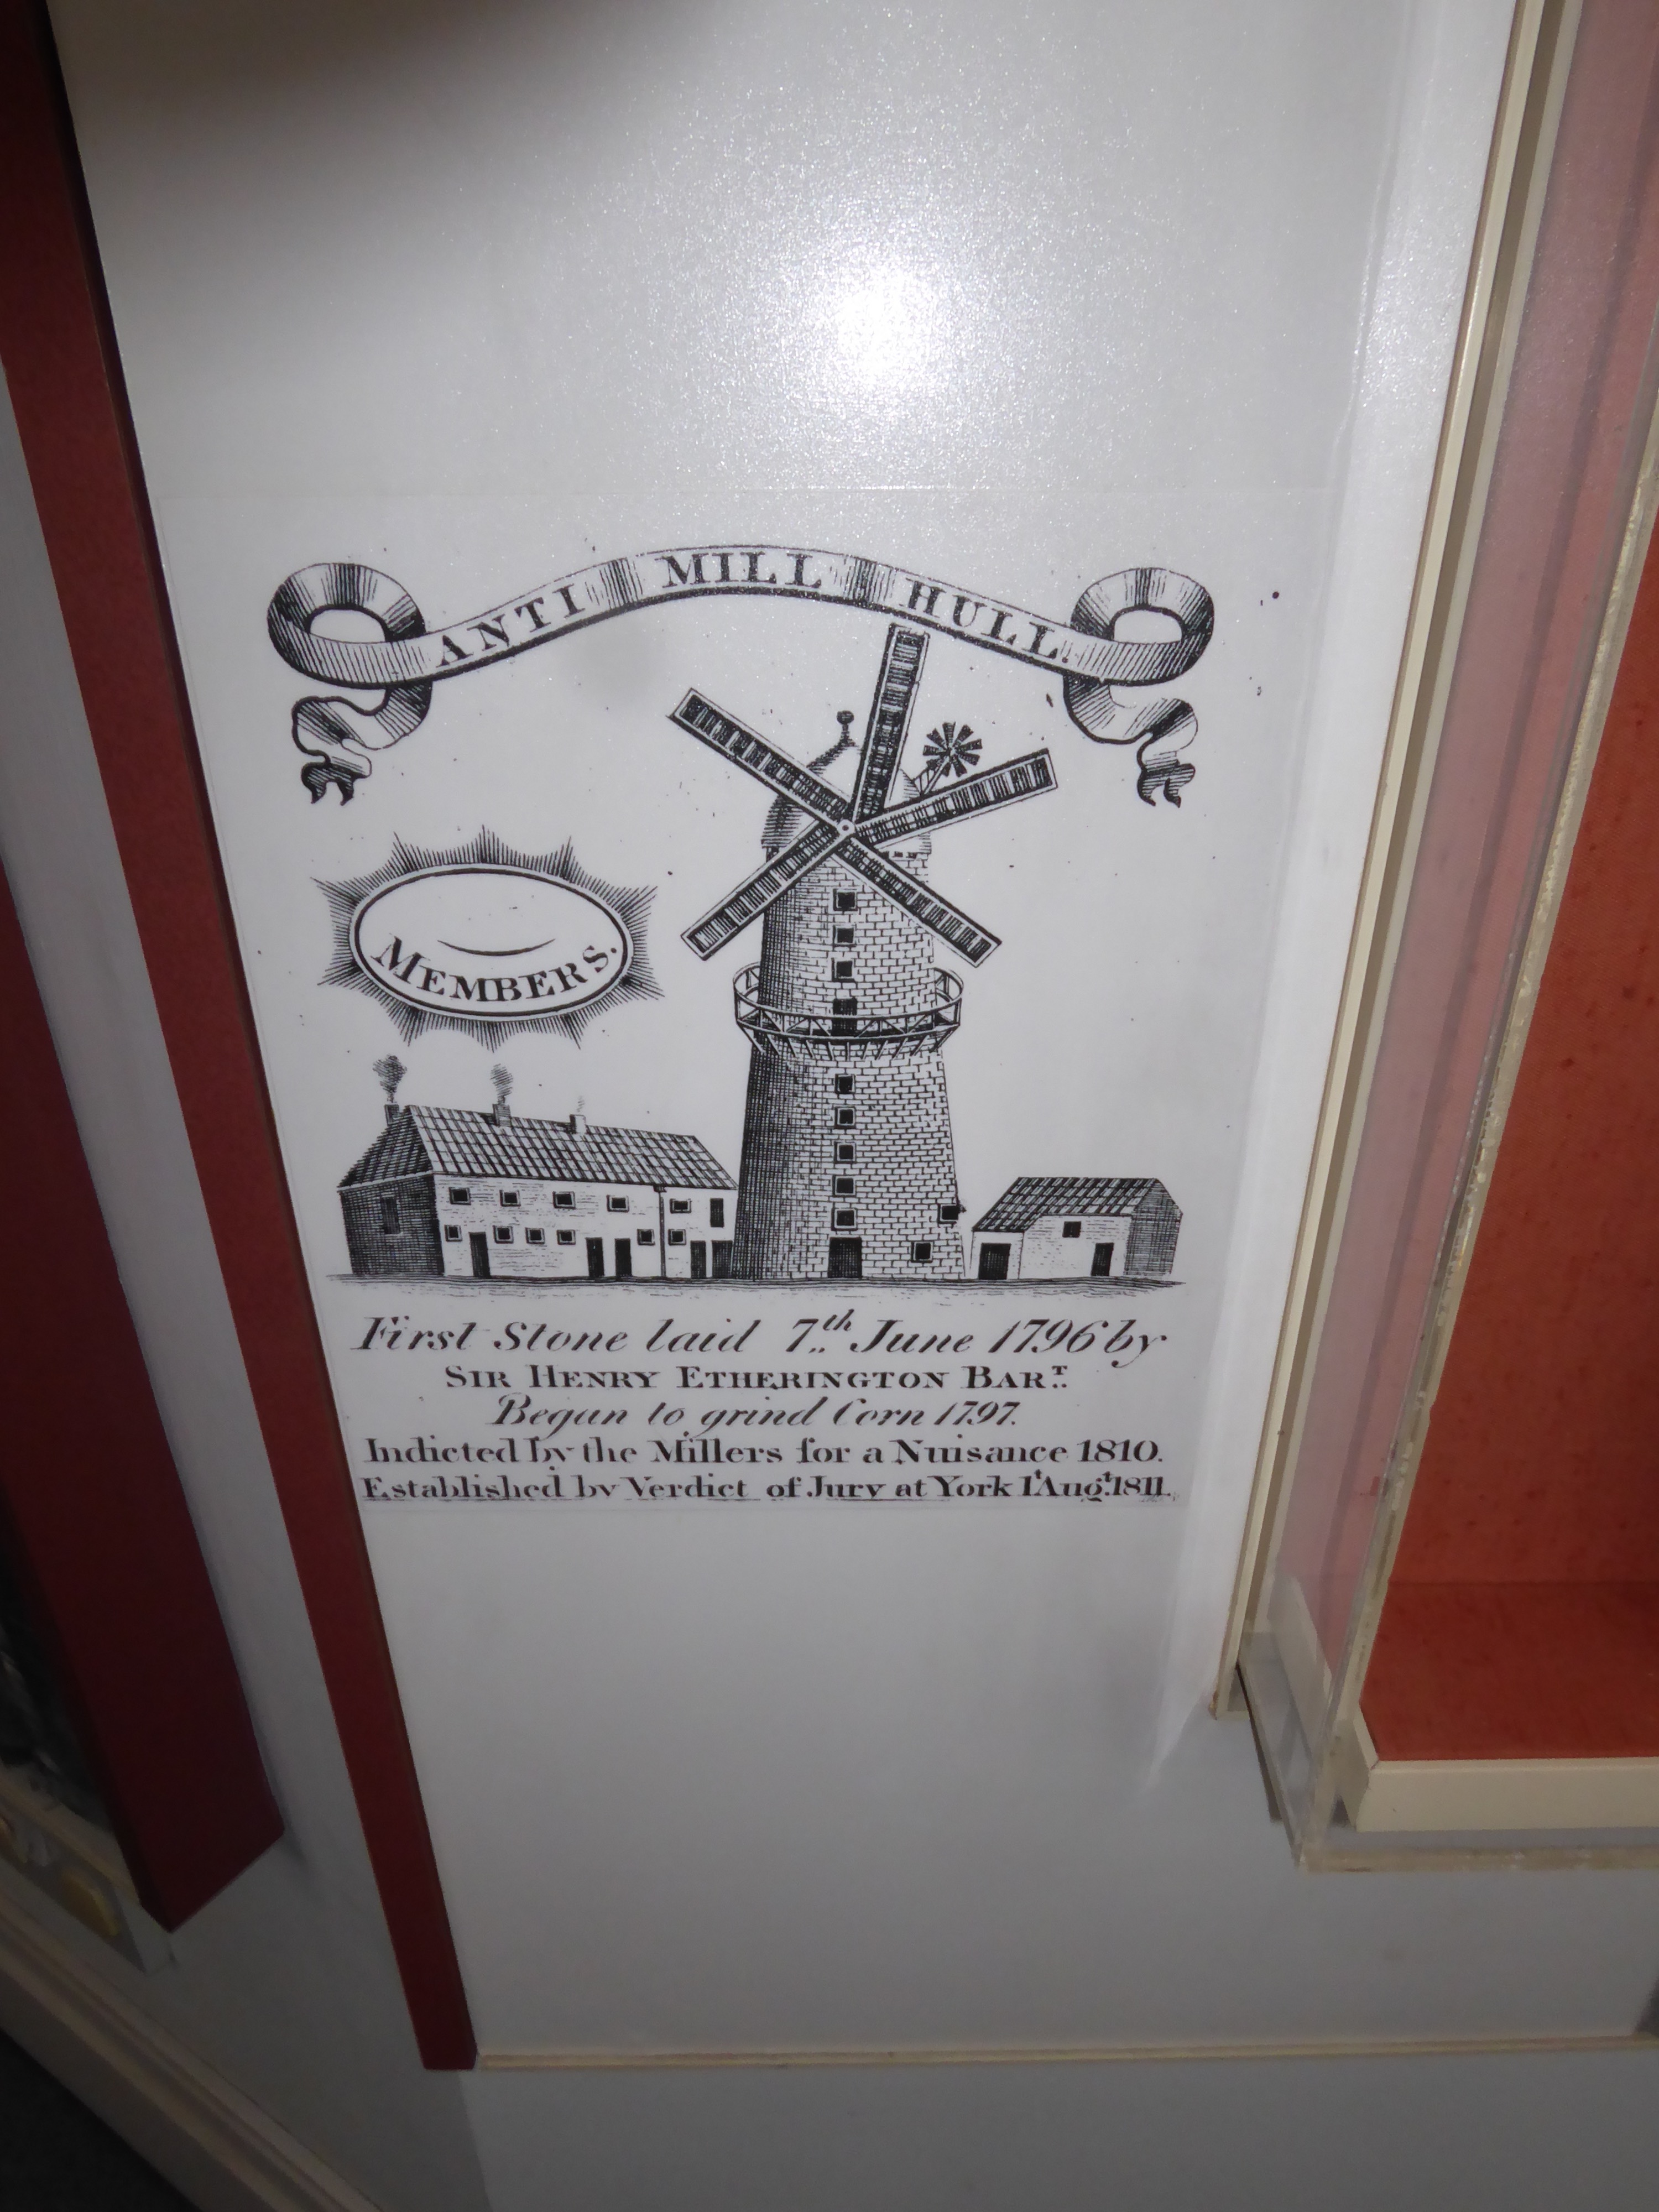 ANTI MILL HULL.
MEMBERS.
First Stone laid 7th June 1796 by
SIR HENRY ETHERINGTON BART.
Began to grind Corn 1797.
Indicted by the Millers for a Nuisance 1810.
Established by Verdict of Jury at York 1t Augt. 1811.